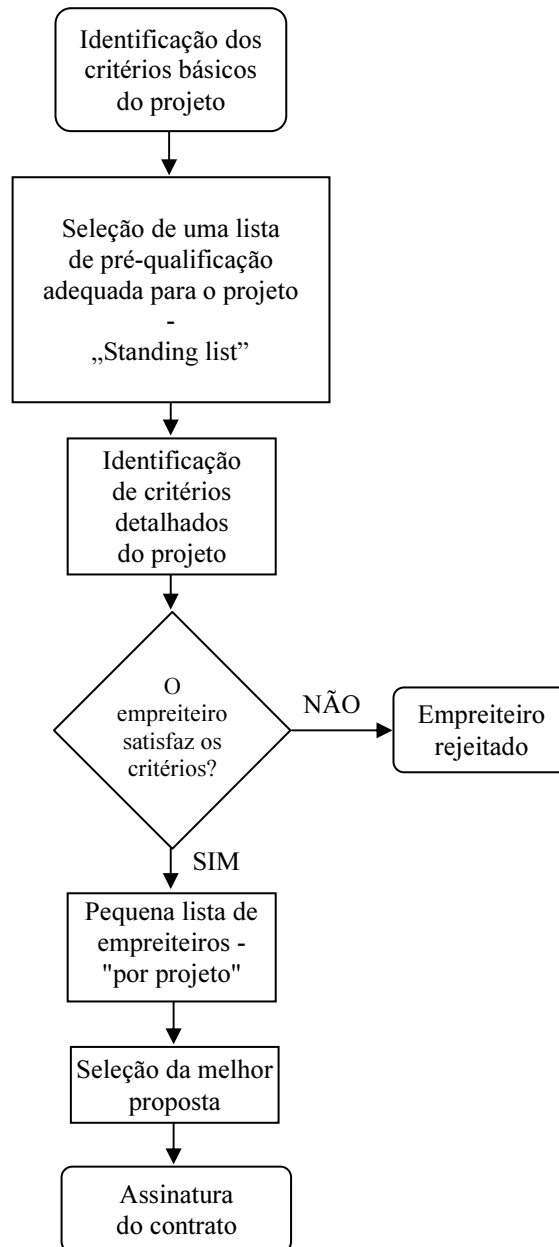 Identificação dos
critérios básicos
do projeto
Seleção de uma lista
de pré-qualificação
adequada para o projeto
-
„Standing list”
Identificação
de critérios
detalhados
do projeto
O
empreiteiro
satisfaz os
critérios?
NÃO
Empreiteiro
rejeitado
SIM
Pequena lista de
empreiteiros -
"por projeto"
Seleção da melhor
proposta
Assinatura
do contrato